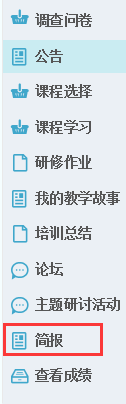 调查问卷
公告
课程选择
课程学习
研修作业
我的教学故事
培训总结
论坛
主题研讨活动
简报
查看成绩